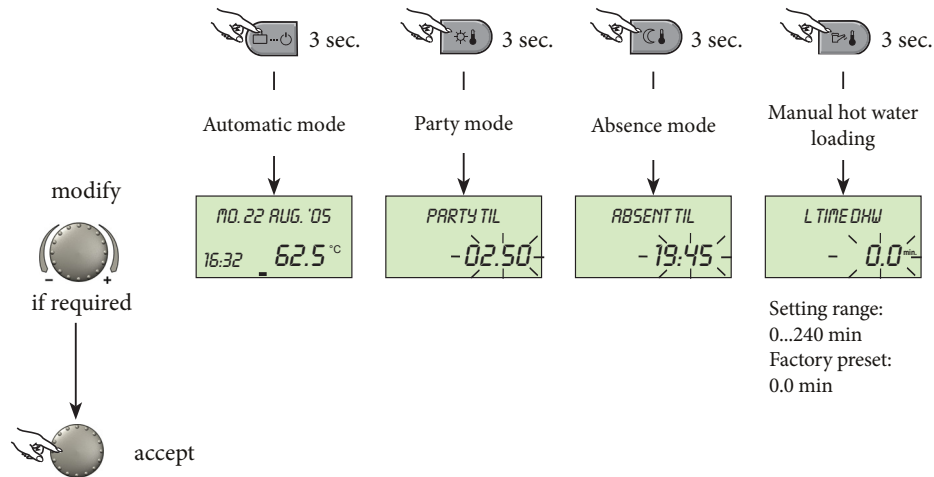 3 sec.
3 sec.
3 sec.
3 sec.
Automatic mode
Party mode
Absence mode
Manual hot water
loading
modify
- +
if required
accept
MO. 22 AUG. '05
16:32 62.5 °C
PARTY TIL
-02.50-
ABSENT TIL
-19:45-
L TIME DHW
- 0.0 min.
Setting range:
0...240 min
Factory preset:
0.0 min